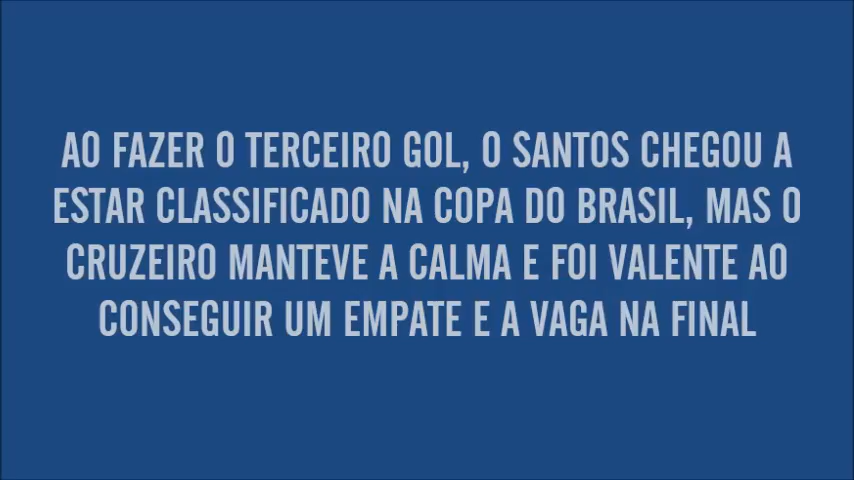 AO FAZER O TERCEIRO GOL, O SANTOS CHEGOU A
ESTAR CLASSIFICADO NA COPA DO BRASIL, MAS O
CRUZEIRO MANTEVE A CALMA E FOI VALENTE AO
CONSEGUIR UM EMPATE E A VAGA NA FINAL